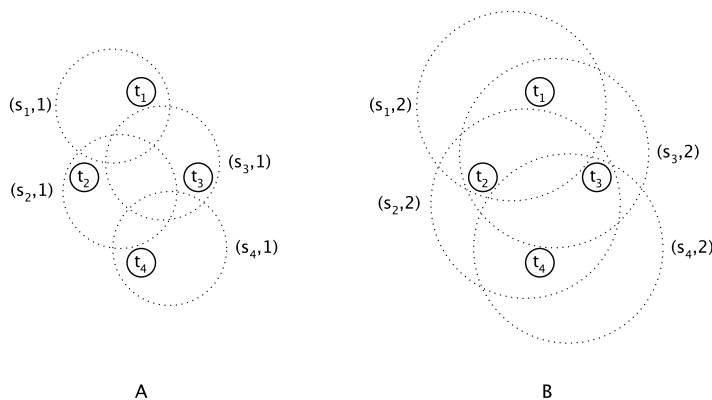 t₁
(s₁,1)
t₂
(s₂,1)
t₃
(s₃,1)
t₄
(s₄,1)
A
t₁
(s₁,2)
t₂
(s₂,2)
t₃
(s₃,2)
t₄
(s₄,2)
B